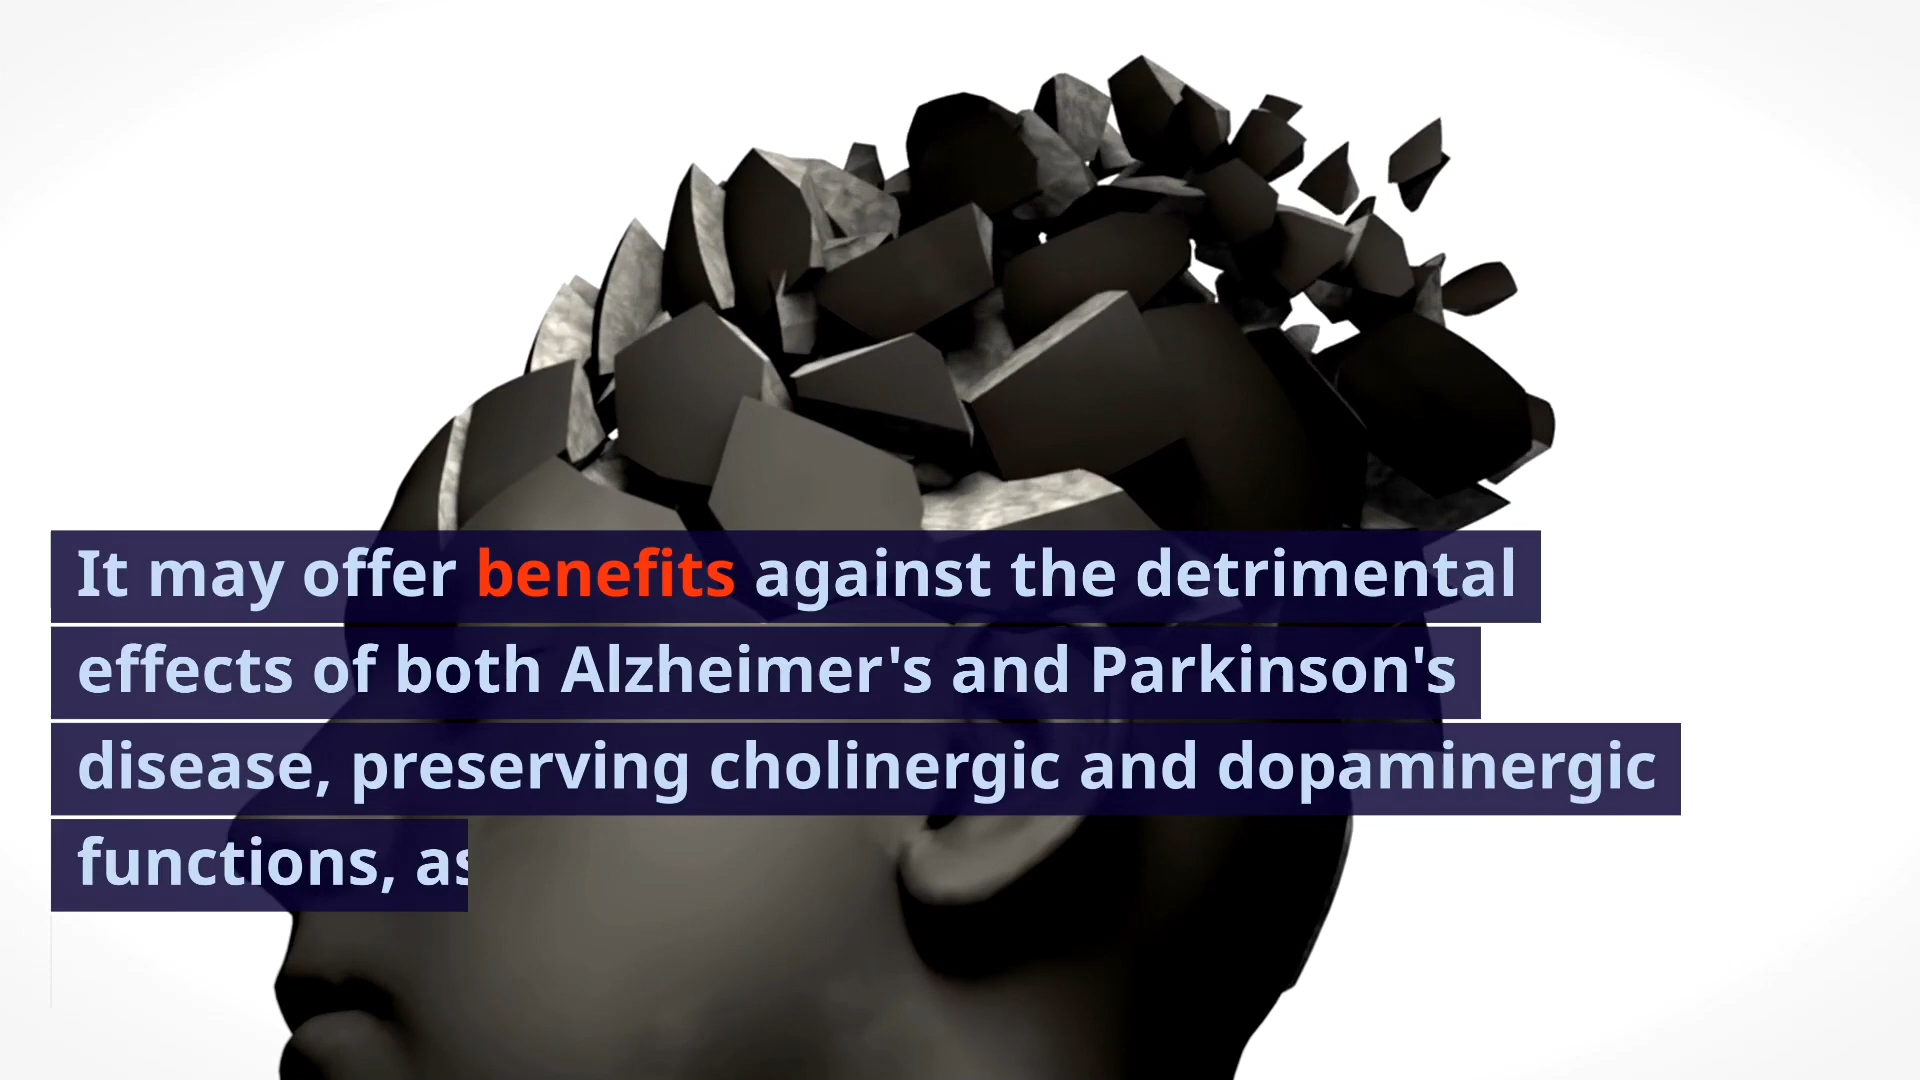 It may offer benefits against the detrimental
effects of both Alzheimer's and Parkinson's
disease, preserving cholinergic and dopaminergic
functions, as